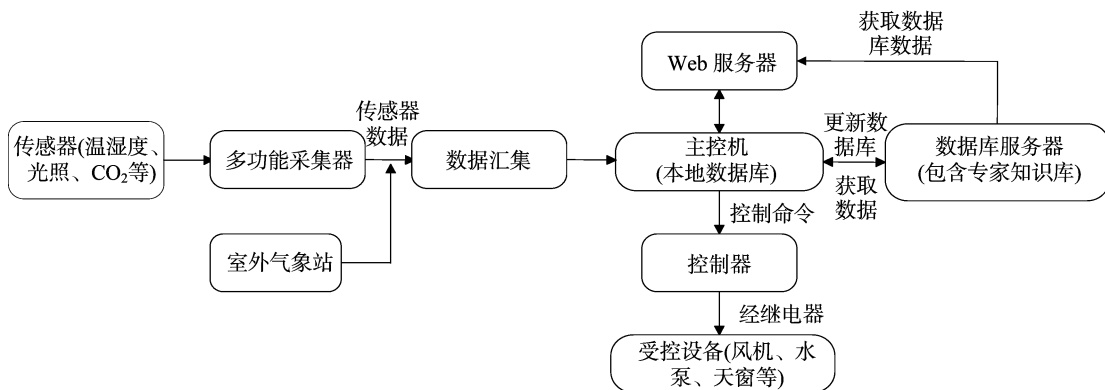 获取数据
库数据
Web 服务器
传感器
数据
更新数
据库
传感器(温湿度、
光照、CO₂等)
多功能采集器
数据汇集
主控机
(本地数据库)
数据库服务器
(包含专家知识库)
获取
数据
控制命令
室外气象站
控制器
经继电器
受控设备(风机、水
泵、天窗等)